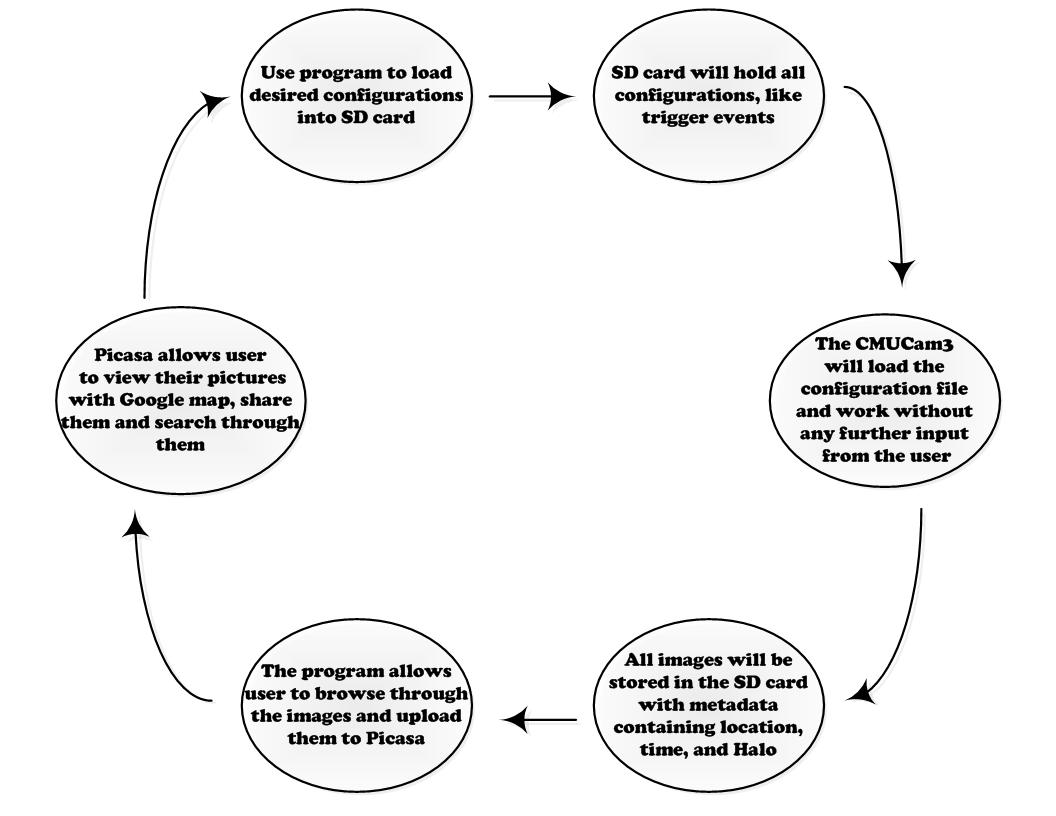 Use program to load
desired configurations
into SD card
SD card will hold all
configurations, like
trigger events
The CMUCam3
will load the
configuration file
and work without
any further input
from the user
All images will be
stored in the SD card
with metadata
containing location,
time, and Halo
The program allows
user to browse through
the images and upload
them to Picasa
Picasa allows user
to view their pictures
with Google map, share
them and search through
them